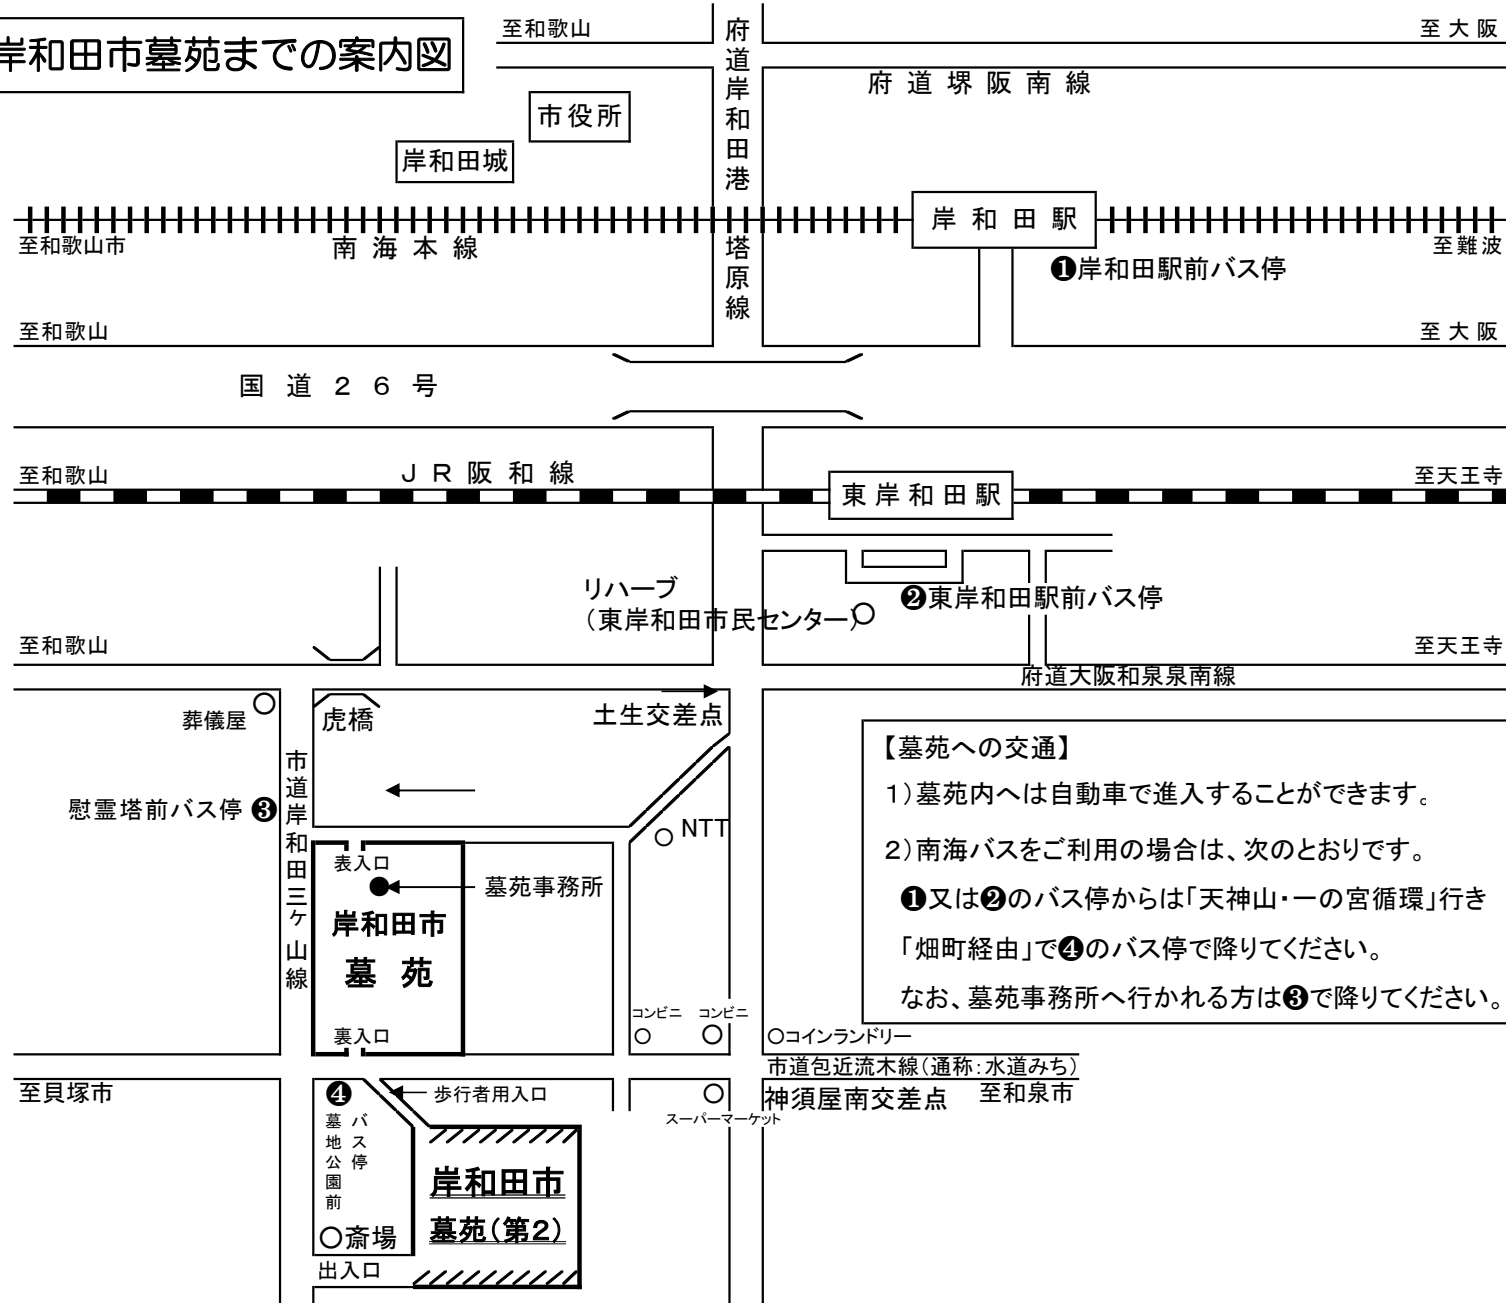 岸和田市墓苑までの案内図
至和歌山
至大阪
府道岸和田港塔原線
府道堺阪南線
市役所
岸和田城
岸和田駅
至和歌山市
南海本線
至難波
❶岸和田駅前バス停
至和歌山
至大阪
国道26号
至和歌山
JR阪和線
東岸和田駅
至天王寺
リハーブ
（東岸和田市民センター）○
❷東岸和田駅前バス停
至和歌山
至天王寺
府道大阪和泉泉南線
葬儀屋
虎橋
土生交差点
市道岸和田三ヶ山線
慰霊塔前バス停❸
NTT
表入口
墓苑事務所
岸和田市
墓苑
裏入口
【墓苑への交通】
1）墓苑内へは自動車で進入することができます。
2）南海バスをご利用の場合は、次のとおりです。
❶又は❷のバス停からは「天神山・一の宮循環」行き
「畑町経由」で❹のバス停で降りてください。
なお、墓苑事務所へ行かれる方は❸で降りてください。
コンビニ
コンビニ
○コインランドリー
市道包近流木線（通称：水道みち）
至貝塚市
❹
バス停
墓地公園前
歩行者用入口
スーパーマーケット
神須屋南交差点
至和泉市
岸和田市
墓苑（第2）
○斎場
出入口